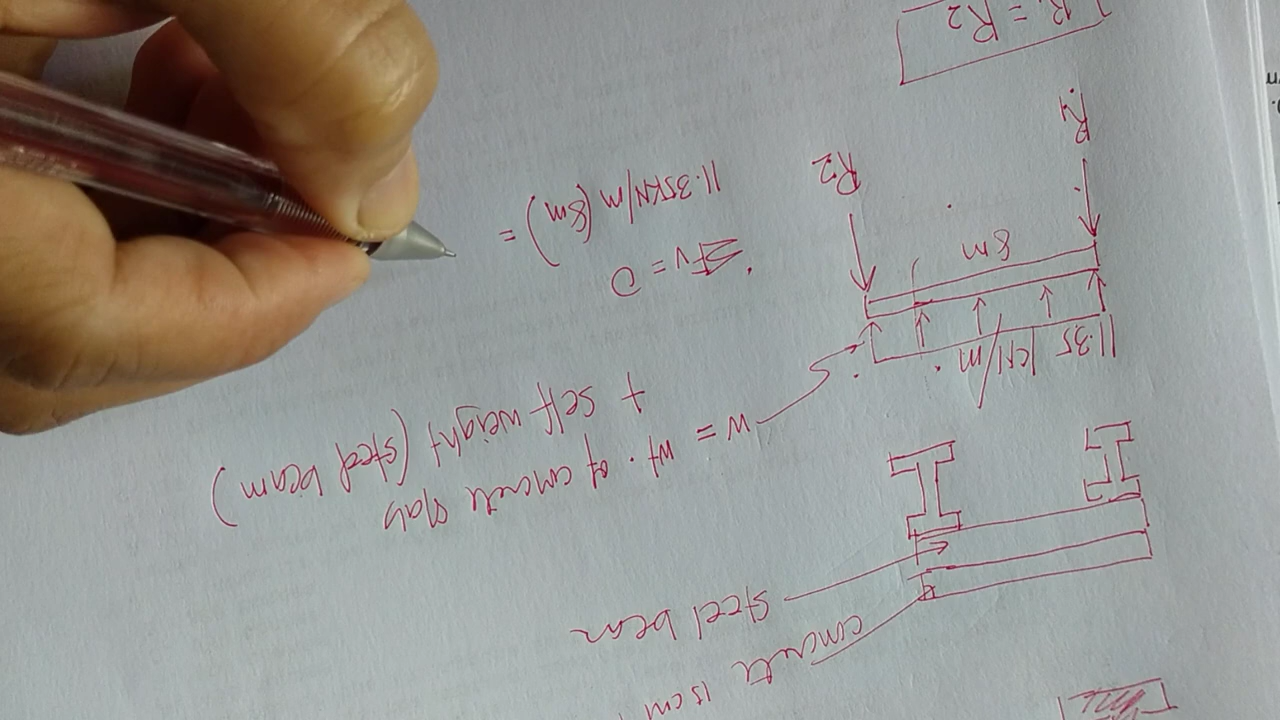 concrete 15 cm
steel beam
W = wt. of concrete slab
+ self weight (steel beam)
11.35 kN/m
8m
R1
R2
ΣFv = 0
11.35KN/m (8m) =
R1 = R2